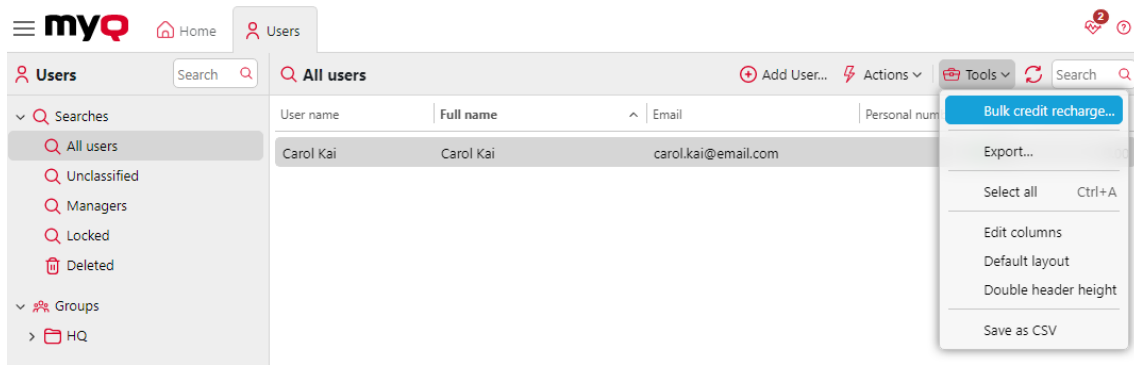 myQ
Home
Users
2
Users
Search
All users
Add User...
Actions
Tools
Search
Searches
All users
Unclassified
Managers
Locked
Deleted
Groups
HQ
User name
Full name
Email
Personal num
Carol Kai
Carol Kai
carol.kai@email.com
Bulk credit recharge...
Export...
Select all
Ctrl+A
Edit columns
Default layout
Double header height
Save as CSV